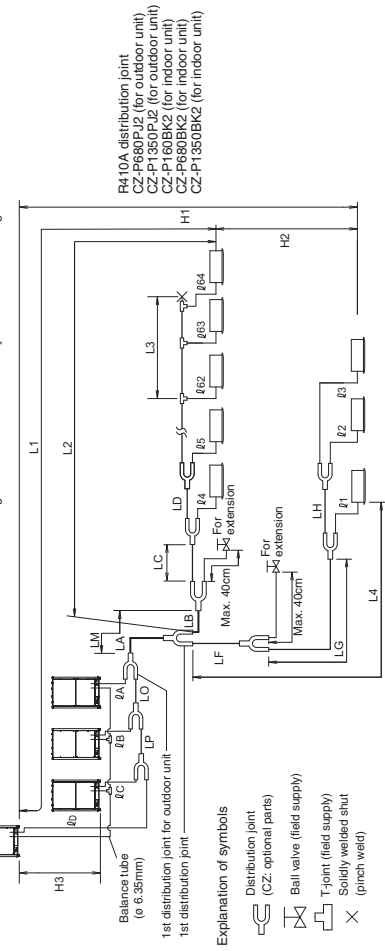 R410A distribution joint
CZ-P680PJ2 (for outdoor unit)
CZ-P1350PJ2 (for outdoor unit)
CZ-P160BK2 (for indoor unit)
CZ-P680BK2 (for indoor unit)
CZ-P1350BK2 (for indoor unit)
L1
H1
L2
H2
H3
L3
ℓ64
ℓ63
ℓ62
ℓ5
ℓ4
LD
LC
LB
LA
LM
For extension
Max. 40cm
ℓA
ℓB
ℓC
ℓD
LO
LP
LF
For extension
Max. 40cm
LG
LH
ℓ3
ℓ2
ℓ1
L4
Balance tube
(ø 6.35mm)
1st distribution joint for outdoor unit
1st distribution joint
Explanation of symbols
Distribution joint
(CZ: optional parts)
Ball valve (field supply)
T-joint (field supply)
Solidly welded shut
(pinch weld)